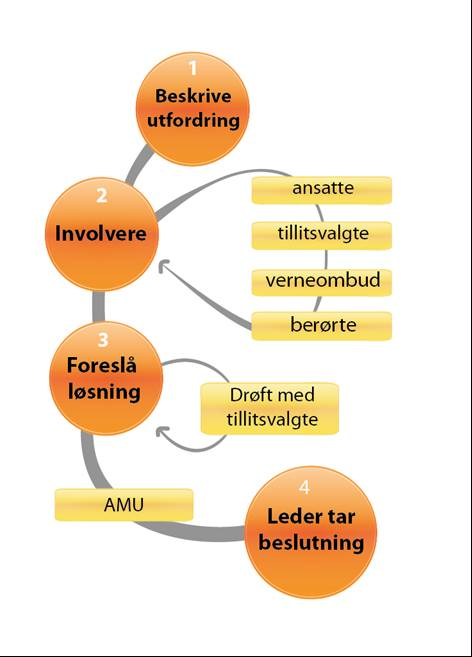 1
Beskrive
utfordring
2
Involvere
ansatte
tillitsvalgte
verneombud
berørte
3
Foreslå
løsning
Drøft med
tillitsvalgte
AMU
4
Leder tar
beslutning